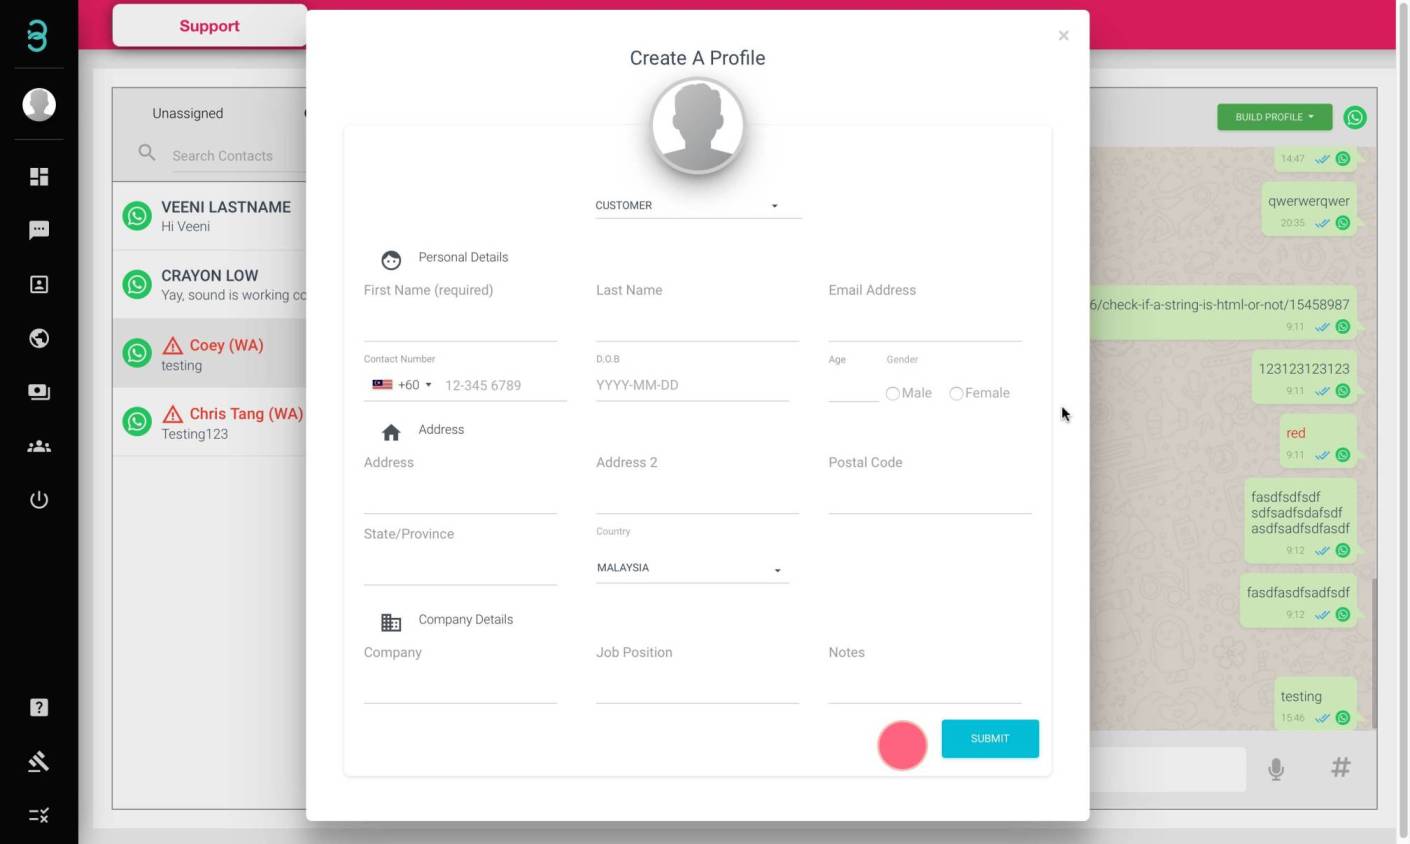 Support
Create A Profile
Unassigned
Search Contacts
VEENI LASTNAME
Hi Veeni
CRAYON LOW
Yay, sound is working
Coey (WA)
testing
Chris Tang (WA)
Testing123
CUSTOMER
Personal Details
First Name (required)
Last Name
Email Address
Contact Number
D.O.B
Age
Gender
+60
12-345 6789
YYYY-MM-DD
Male
Female
Address
Address
Address 2
Postal Code
State/Province
Country
MALAYSIA
Company Details
Company
Job Position
Notes
SUBMIT
BUILD PROFILE
14:47
qwerwerqwer
20:35
6/check-if-a-string-is-html-or-not/15458987
9:11
123123123123
9:11
red
9:11
fasdfsdfsdf
sdfsadfsdafsdf
asdfsadfsdfasdf
9:12
fasdfasdfsadfsdf
9:12
testing
15:46
#